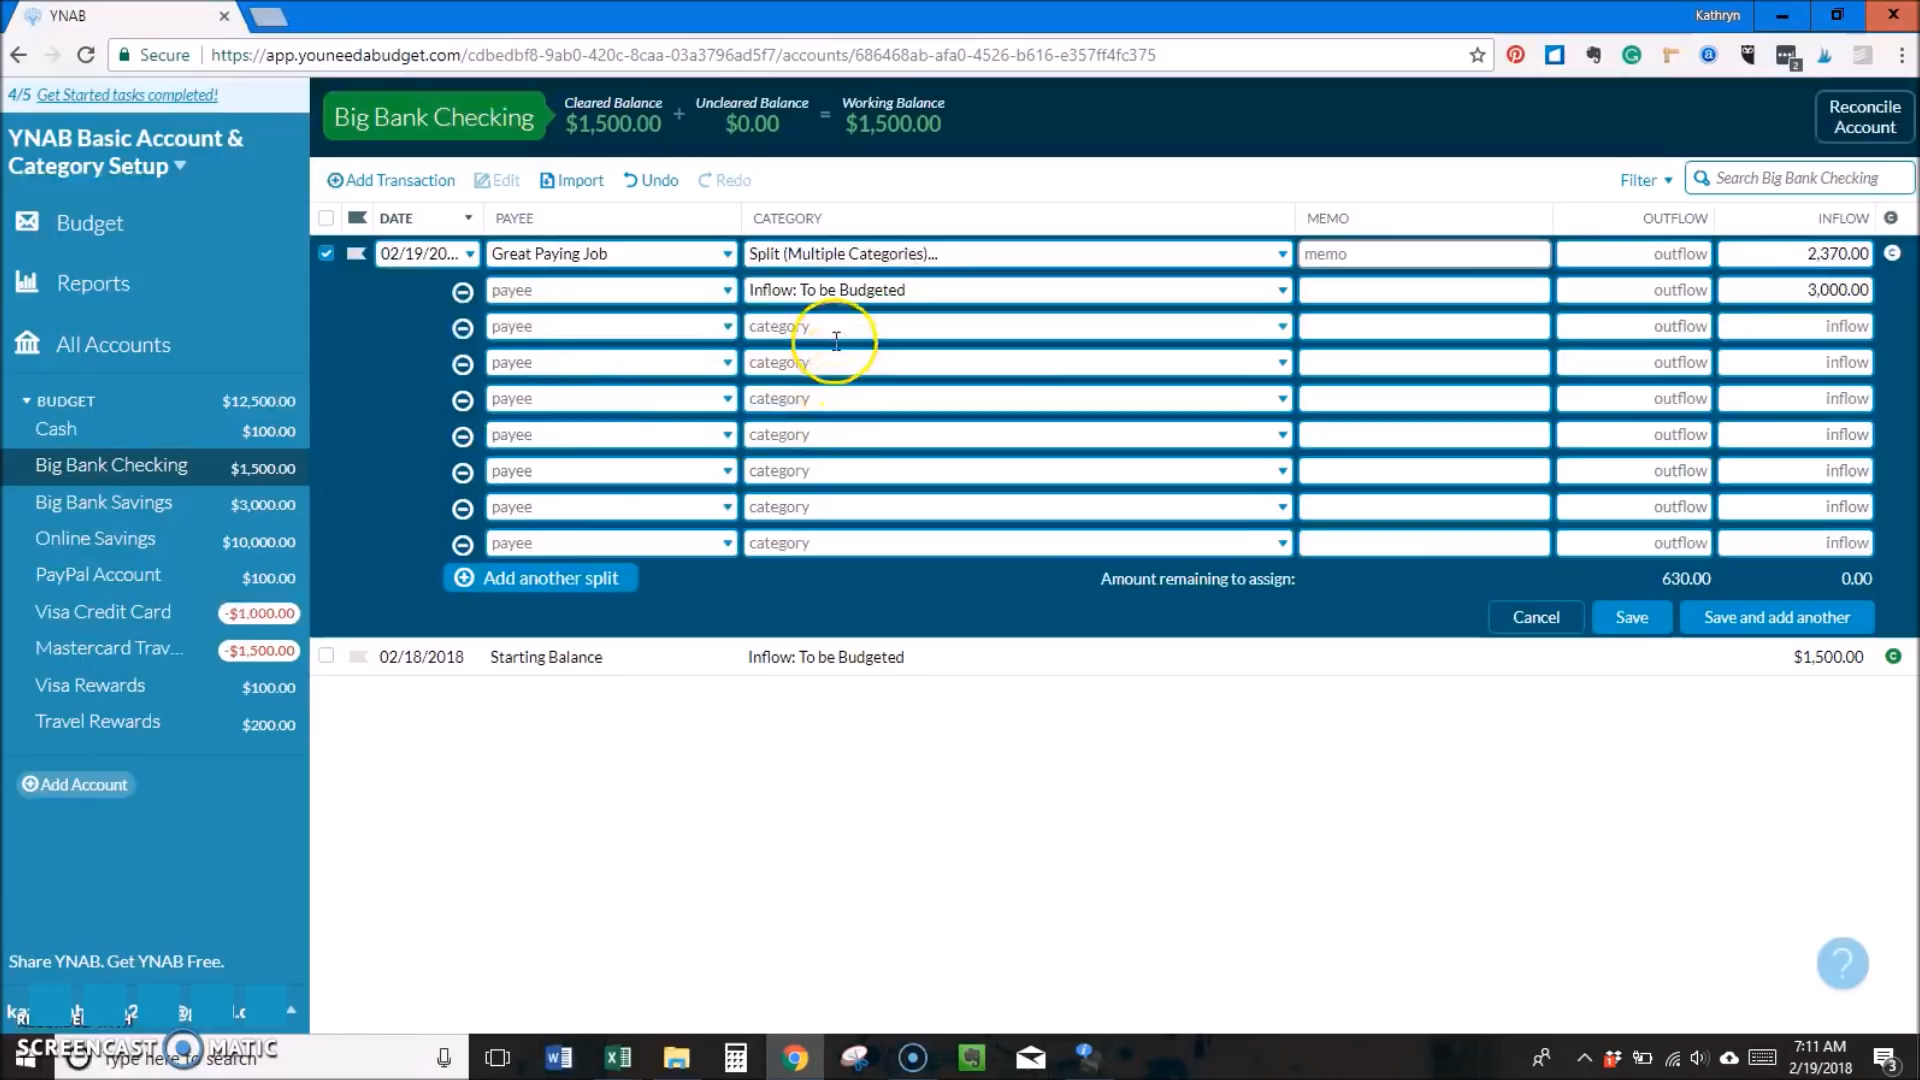 YNAB
Kathryn
Secure
https://app.youneedabudget.com/cdbedbf8-9ab0-420c-8caa-03a3796ad5f7/accounts/686468ab-afa0-4526-b616-e357ff4fc375
2
4/5 Get Started tasks completed!
YNAB Basic Account &
Category Setup
Budget
Reports
All Accounts
BUDGET $12,500.00
Cash $100.00
Big Bank Checking $1,500.00
Big Bank Savings $3,000.00
Online Savings $10,000.00
PayPal Account $100.00
Visa Credit Card -$1,000.00
Mastercard Trav... -$1,500.00
Visa Rewards $100.00
Travel Rewards $200.00
Add Account
Share YNAB. Get YNAB Free.
Big Bank Checking
Cleared Balance + Uncleared Balance = Working Balance
$1,500.00 $0.00 $1,500.00
Reconcile
Account
Add Transaction Edit Import Undo Redo
Filter Search Big Bank Checking
DATE PAYEE CATEGORY MEMO OUTFLOW INFLOW C
02/19/20... Great Paying Job Split (Multiple Categories)... memo outflow 2,370.00 C
payee Inflow: To be Budgeted outflow 3,000.00
payee category outflow inflow
payee category outflow inflow
payee category outflow inflow
payee category outflow inflow
payee category outflow inflow
payee category outflow inflow
payee category outflow inflow
Add another split Amount remaining to assign: 630.00 0.00
Cancel Save Save and add another
02/18/2018 Starting Balance Inflow: To be Budgeted $1,500.00 C
?
SCREENCAST MATIC
Type here to search
7:11 AM
2/19/2018
3